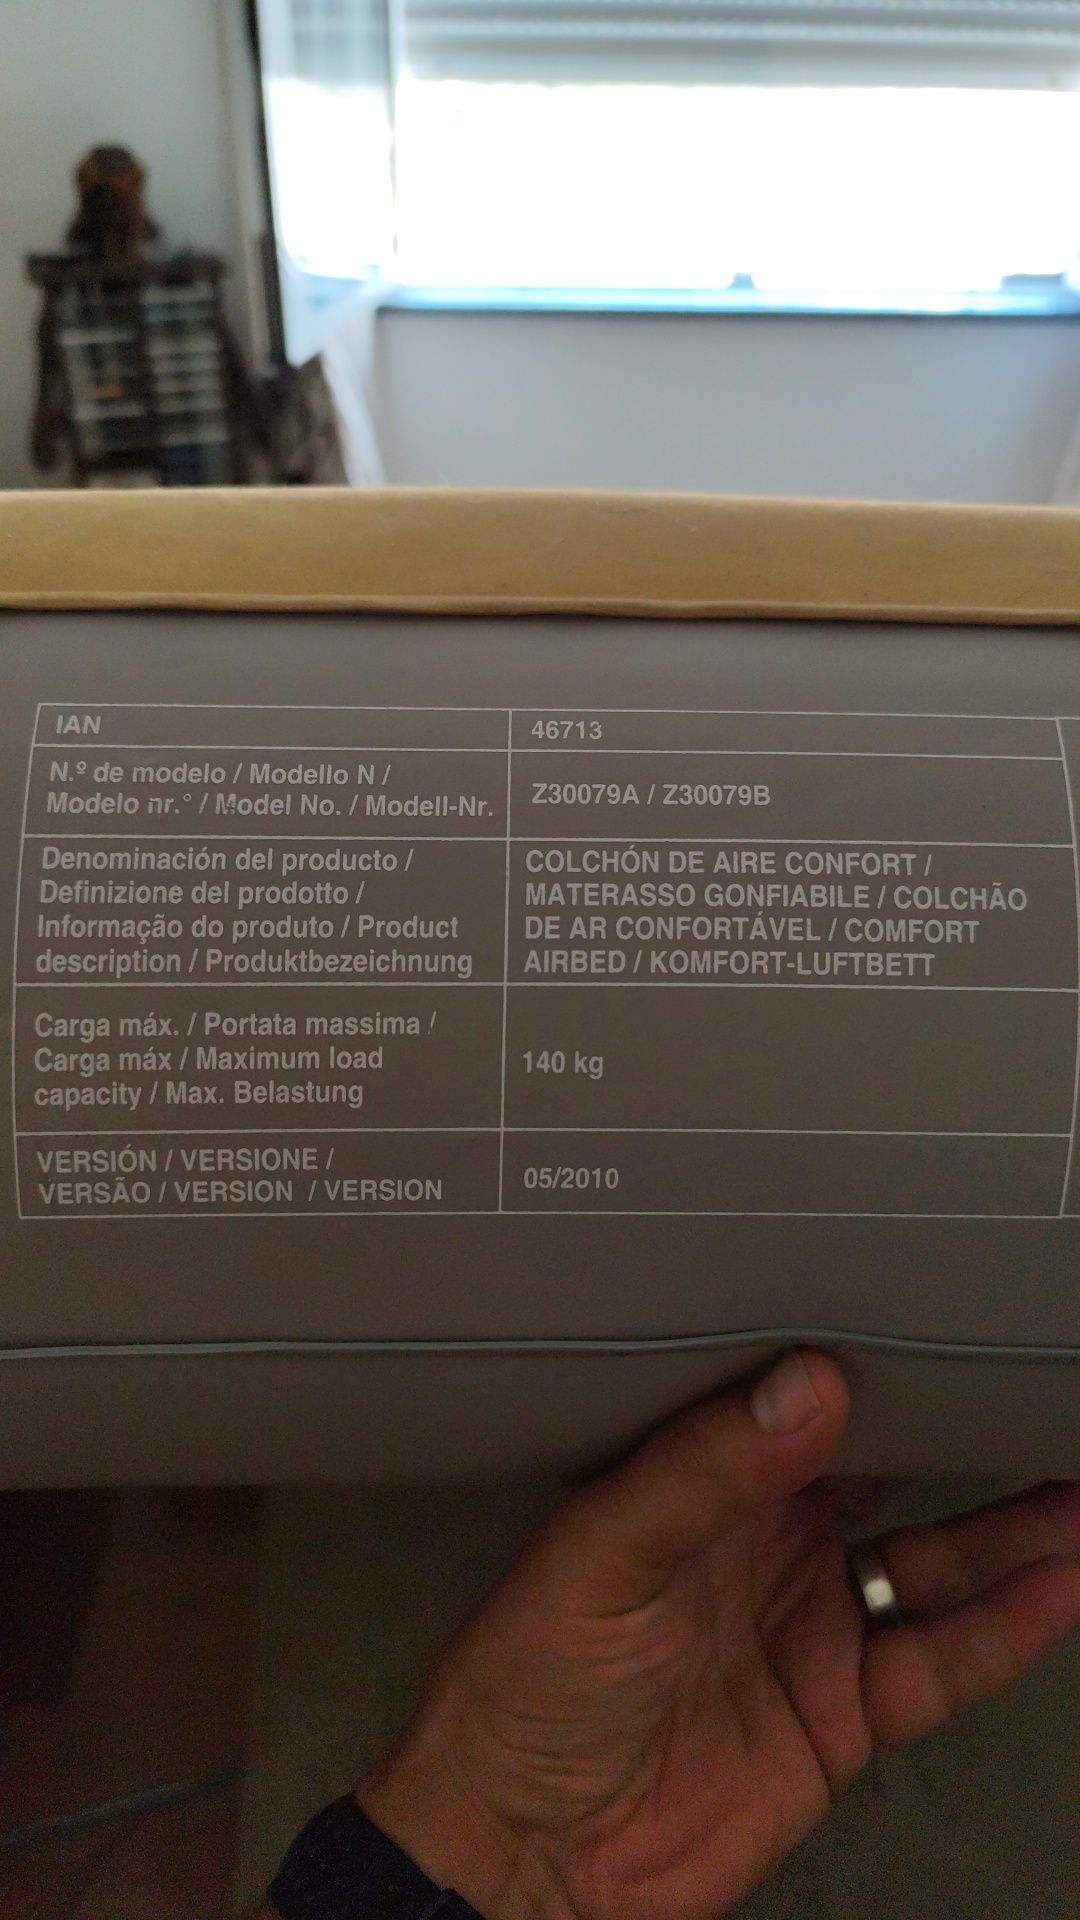 IAN
46713
N.º de modelo / Modello N /
Modelo nr.° / Model No. / Modell-Nr.
Z30079A / Z30079B
Denominación del producto /
Definizione del prodotto /
Informação do produto / Product
description / Produktbezeichnung
COLCHÓN DE AIRE CONFORT /
MATERASSO GONFIABILE / COLCHÃO
DE AR CONFORTÁVEL / COMFORT
AIRBED / KOMFORT-LUFTBETT
Carga máx. / Portata massima /
Carga máx / Maximum load
capacity / Max. Belastung
140 kg
VERSIÓN / VERSIONE /
VERSÃO / VERSION / VERSION
05/2010